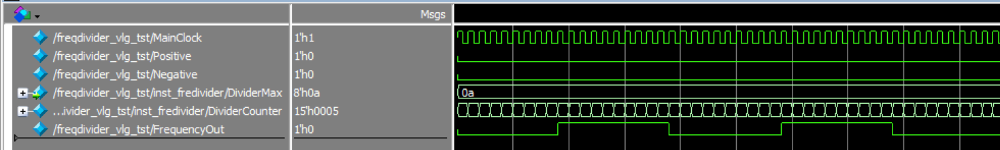 Msgs
/freqdivider_vlg_tst/MainClock 1'h1
/freqdivider_vlg_tst/Positive 1'h0
/freqdivider_vlg_tst/Negative 1'h0
/freqdivider_vlg_tst/inst_fredivider/DividerMax 8'h0a 0a
...ivider_vlg_tst/inst_fredivider/DividerCounter 15'h0005
/freqdivider_vlg_tst/FrequencyOut 1'h0